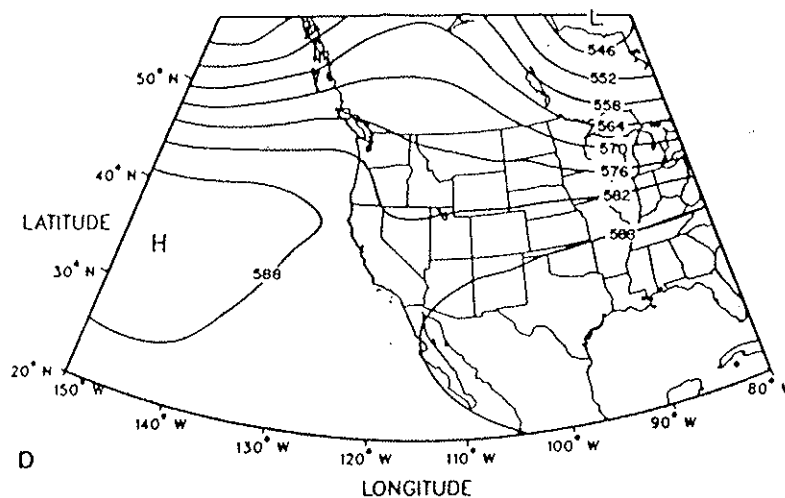 L
546
50° N
552
558
564
570
576
40° N
582
LATITUDE
H
588
588
30° N
20° N
150° W
80° W
140° W
90° W
130° W
100° W
120° W
110° W
D
LONGITUDE